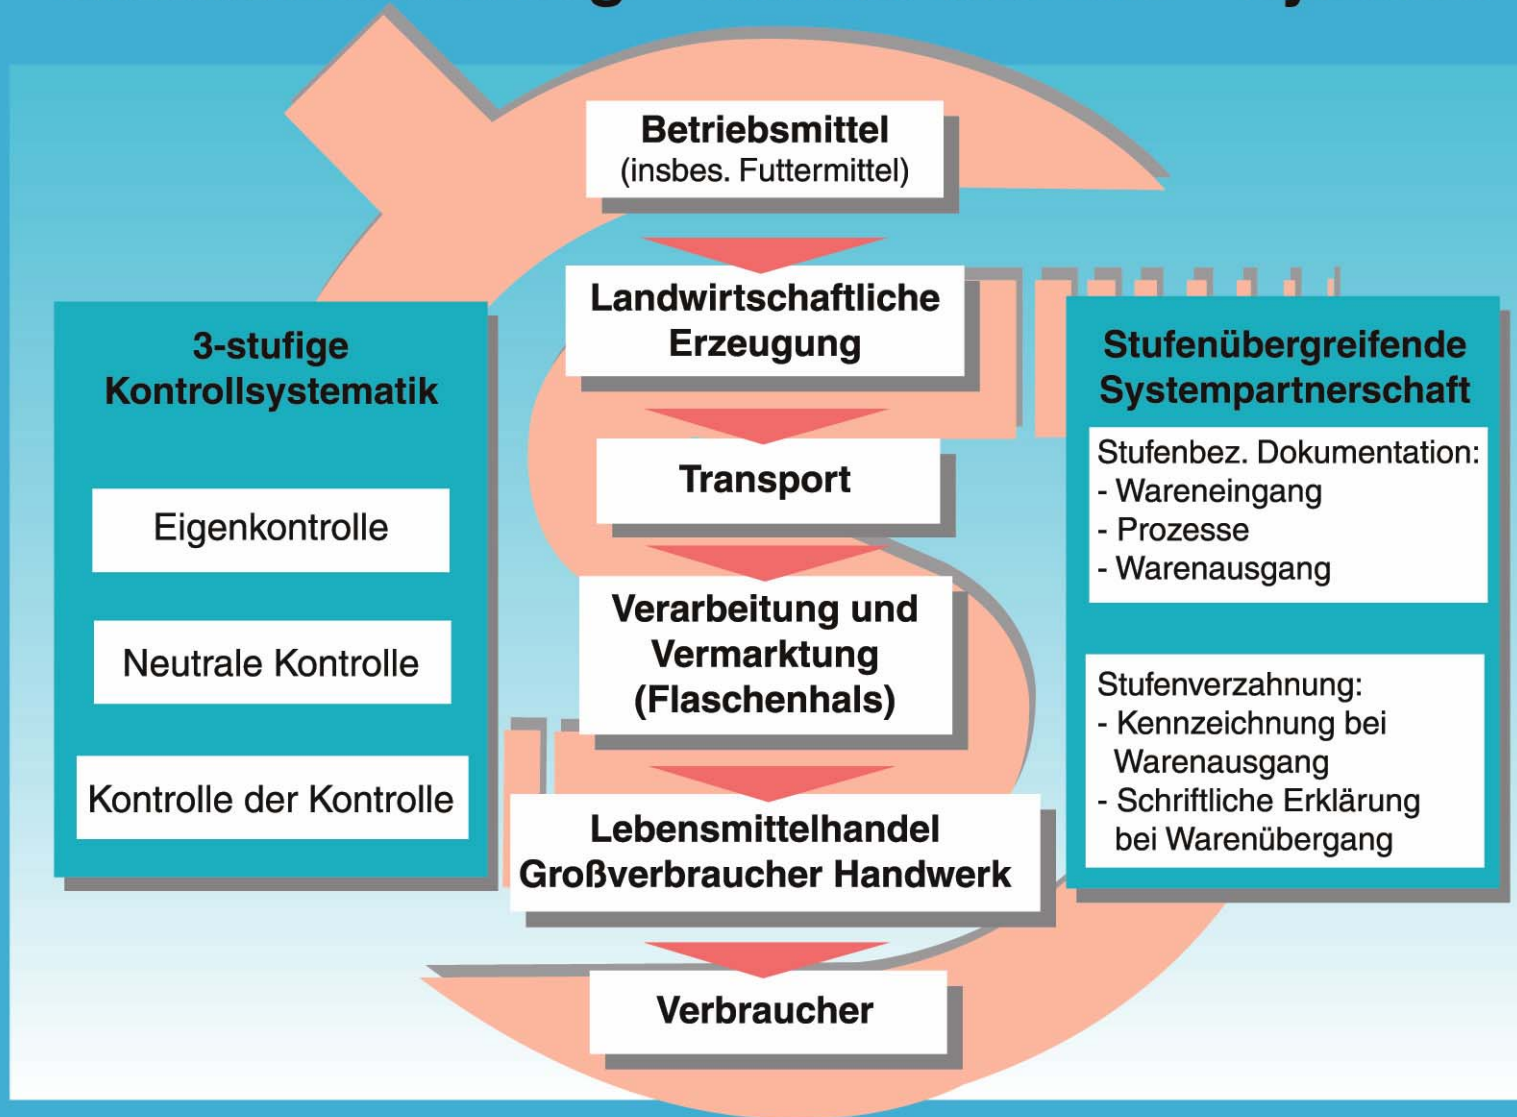 Betriebsmittel
(insbes. Futtermittel)
Landwirtschaftliche
Erzeugung
Transport
Verarbeitung und
Vermarktung
(Flaschenhals)
Lebensmittelhandel
Großverbraucher Handwerk
Verbraucher
3-stufige
Kontrollsystematik
Eigenkontrolle
Neutrale Kontrolle
Kontrolle der Kontrolle
Stufenübergreifende
Systempartnerschaft
Stufenbez. Dokumentation:
- Wareneingang
- Prozesse
- Warenausgang
Stufenverzahnung:
- Kennzeichnung bei
Warenausgang
- Schriftliche Erklärung
bei Warenübergang